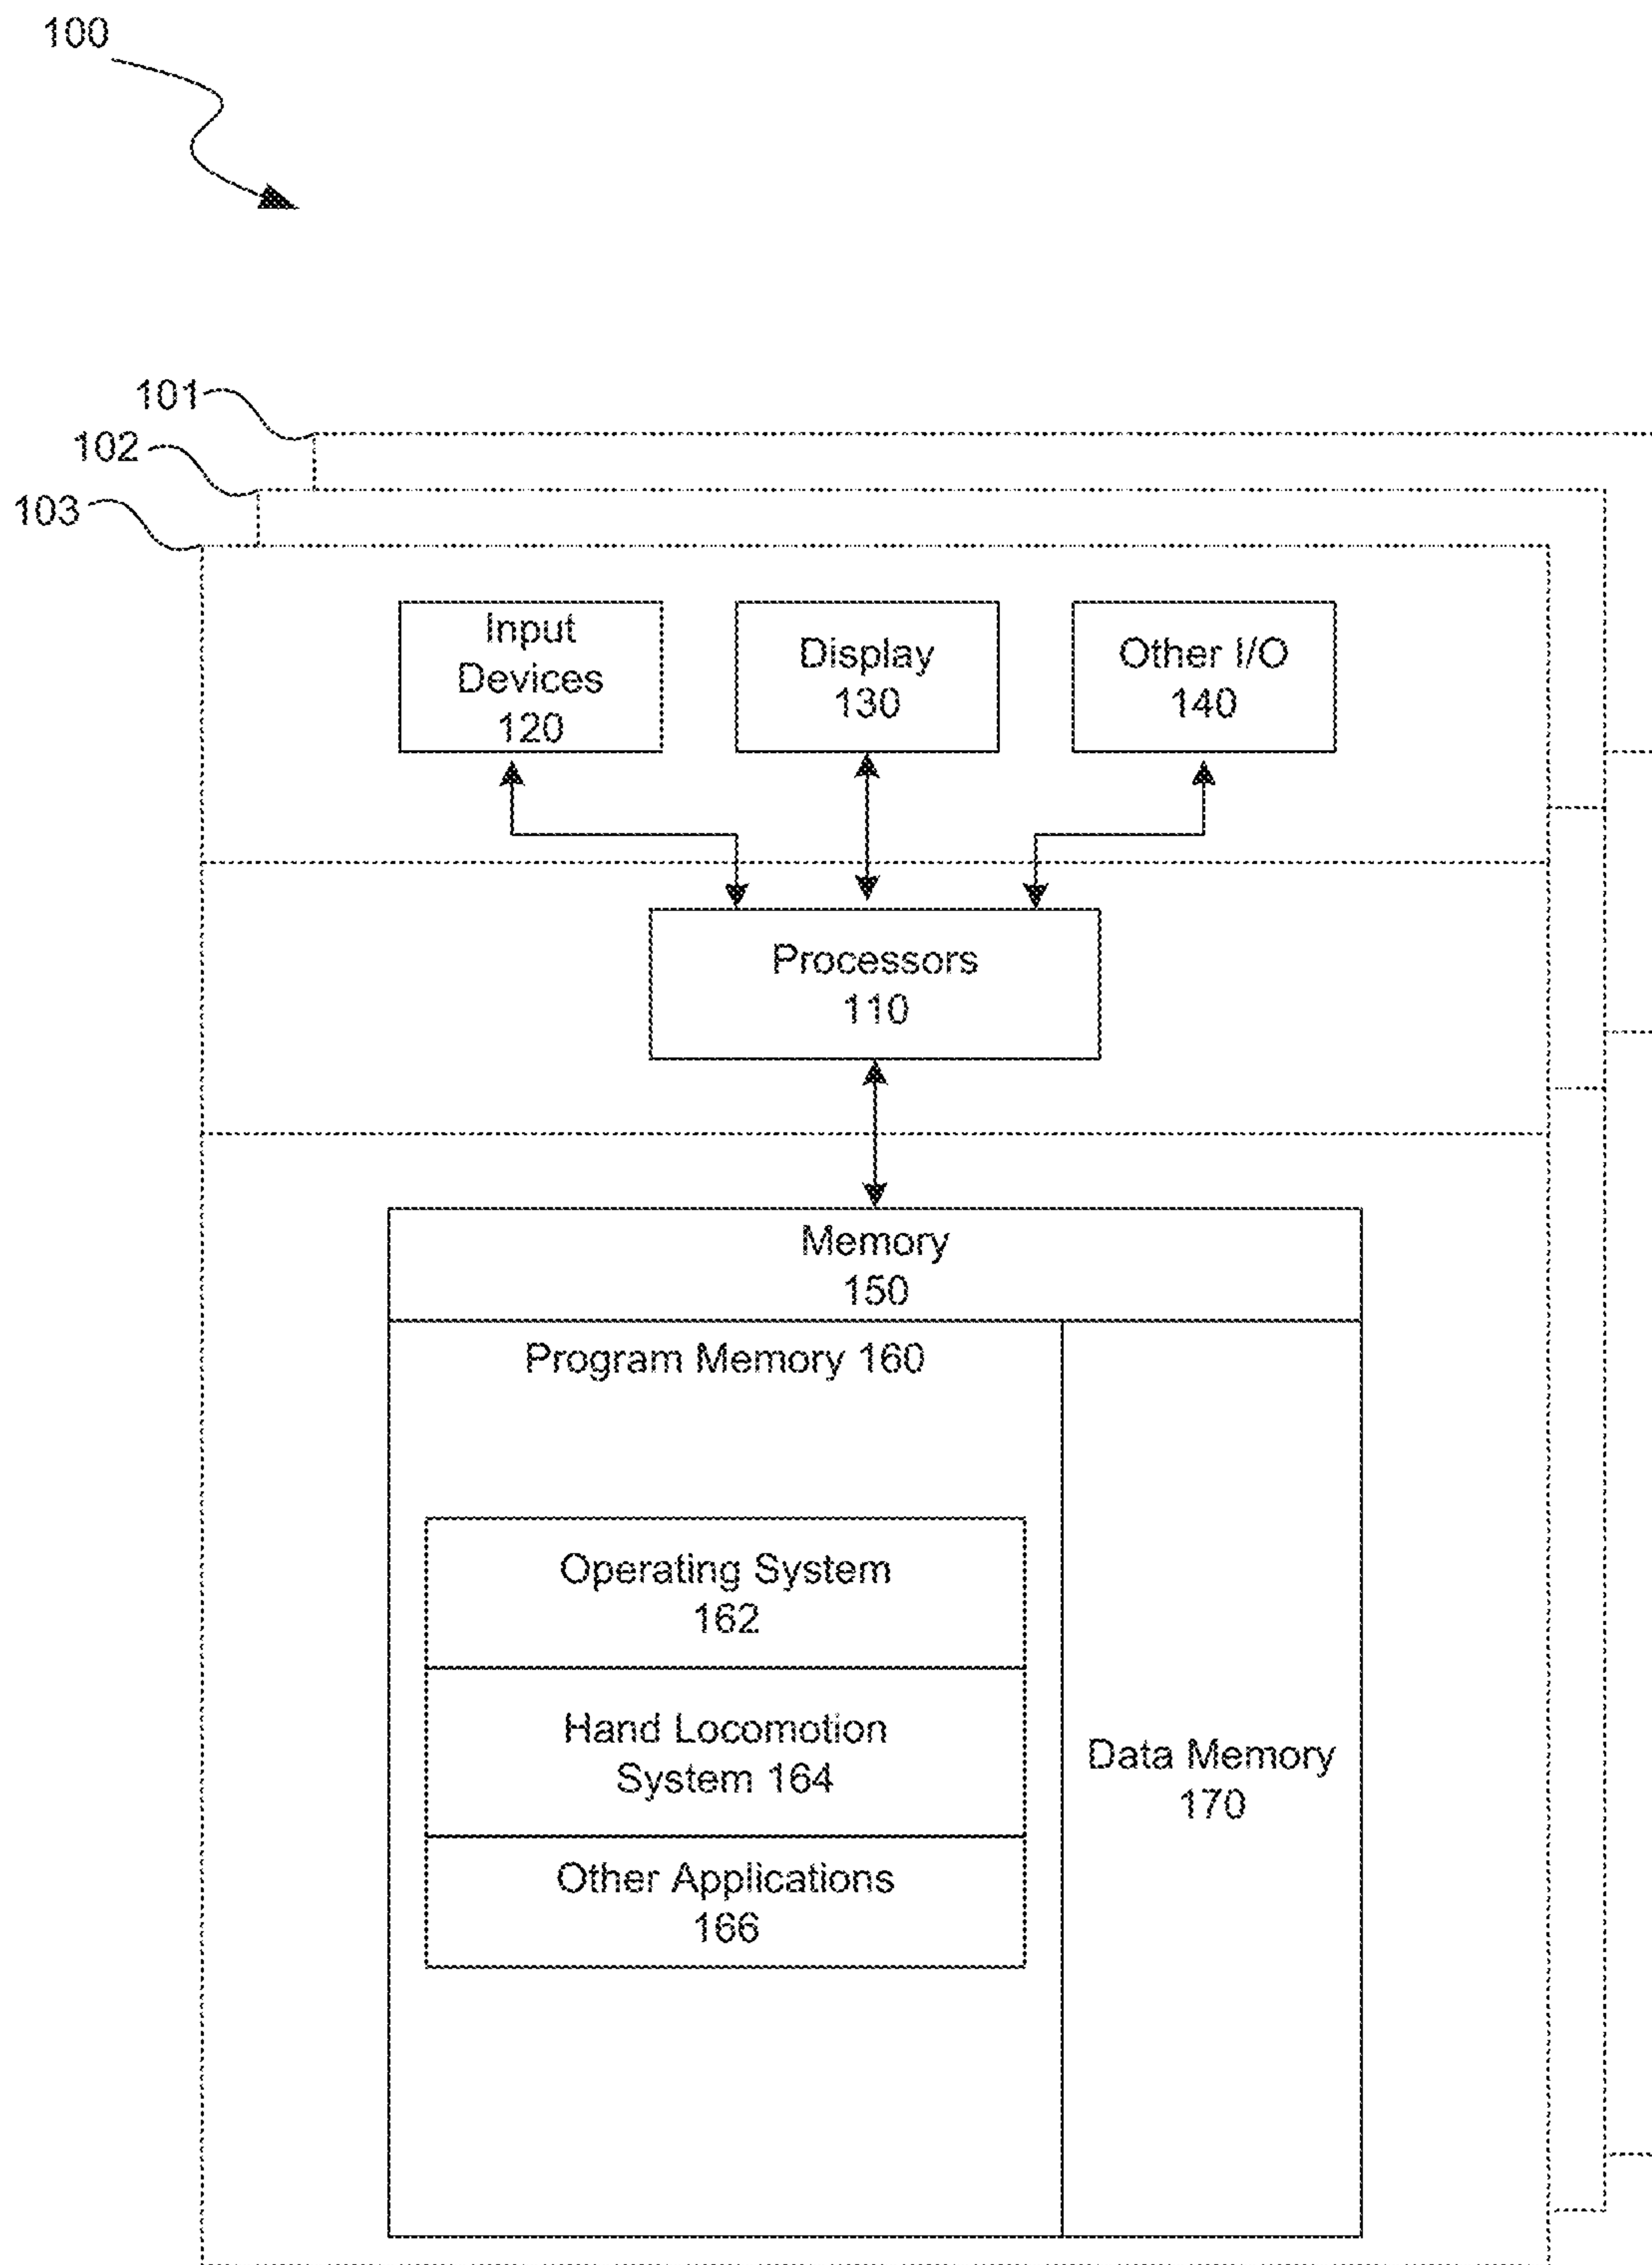 100
101
102
103
Input
Devices
120
Display
130
Other I/O
140
Processors
110
Memory
150
Program Memory 160
Operating System
162
Hand Locomotion
System 164
Other Applications
166
Data Memory
170